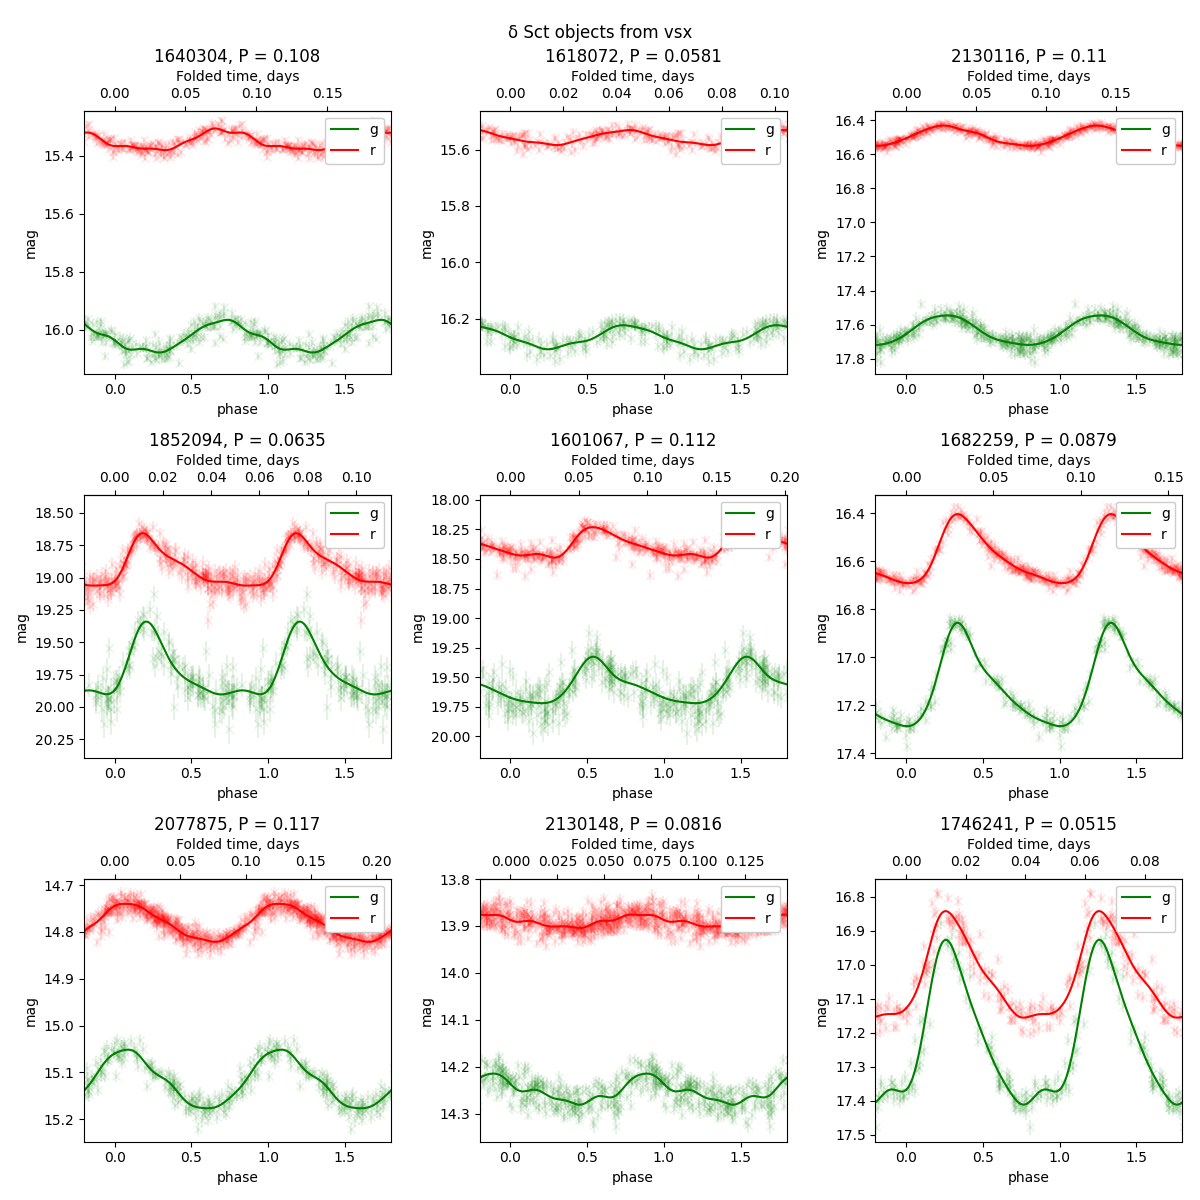 δ Sct objects from vsx
1640304, P = 0.108
Folded time, days
0.00 0.05 0.10 0.15
g
r
15.4
15.6
15.8
16.0
mag
0.0 0.5 1.0 1.5
phase
1618072, P = 0.0581
Folded time, days
0.00 0.02 0.04 0.06 0.08 0.10
g
r
15.6
15.8
16.0
16.2
mag
0.0 0.5 1.0 1.5
phase
2130116, P = 0.11
Folded time, days
0.00 0.05 0.10 0.15
g
r
16.4
16.6
16.8
17.0
17.2
17.4
17.6
17.8
mag
0.0 0.5 1.0 1.5
phase
1852094, P = 0.0635
Folded time, days
0.00 0.02 0.04 0.06 0.08 0.10
g
r
18.50
18.75
19.00
19.25
19.50
19.75
20.00
20.25
mag
0.0 0.5 1.0 1.5
phase
1601067, P = 0.112
Folded time, days
0.00 0.05 0.10 0.15 0.20
g
r
18.00
18.25
18.50
18.75
19.00
19.25
19.50
19.75
20.00
mag
0.0 0.5 1.0 1.5
phase
1682259, P = 0.0879
Folded time, days
0.00 0.05 0.10 0.15
g
r
16.4
16.6
16.8
17.0
17.2
17.4
mag
0.0 0.5 1.0 1.5
phase
2077875, P = 0.117
Folded time, days
0.00 0.05 0.10 0.15 0.20
g
r
14.7
14.8
14.9
15.0
15.1
15.2
mag
0.0 0.5 1.0 1.5
phase
2130148, P = 0.0816
Folded time, days
0.000 0.025 0.050 0.075 0.100 0.125
g
r
13.8
13.9
14.0
14.1
14.2
14.3
mag
0.0 0.5 1.0 1.5
phase
1746241, P = 0.0515
Folded time, days
0.00 0.02 0.04 0.06 0.08
g
r
16.8
16.9
17.0
17.1
17.2
17.3
17.4
17.5
mag
0.0 0.5 1.0 1.5
phase